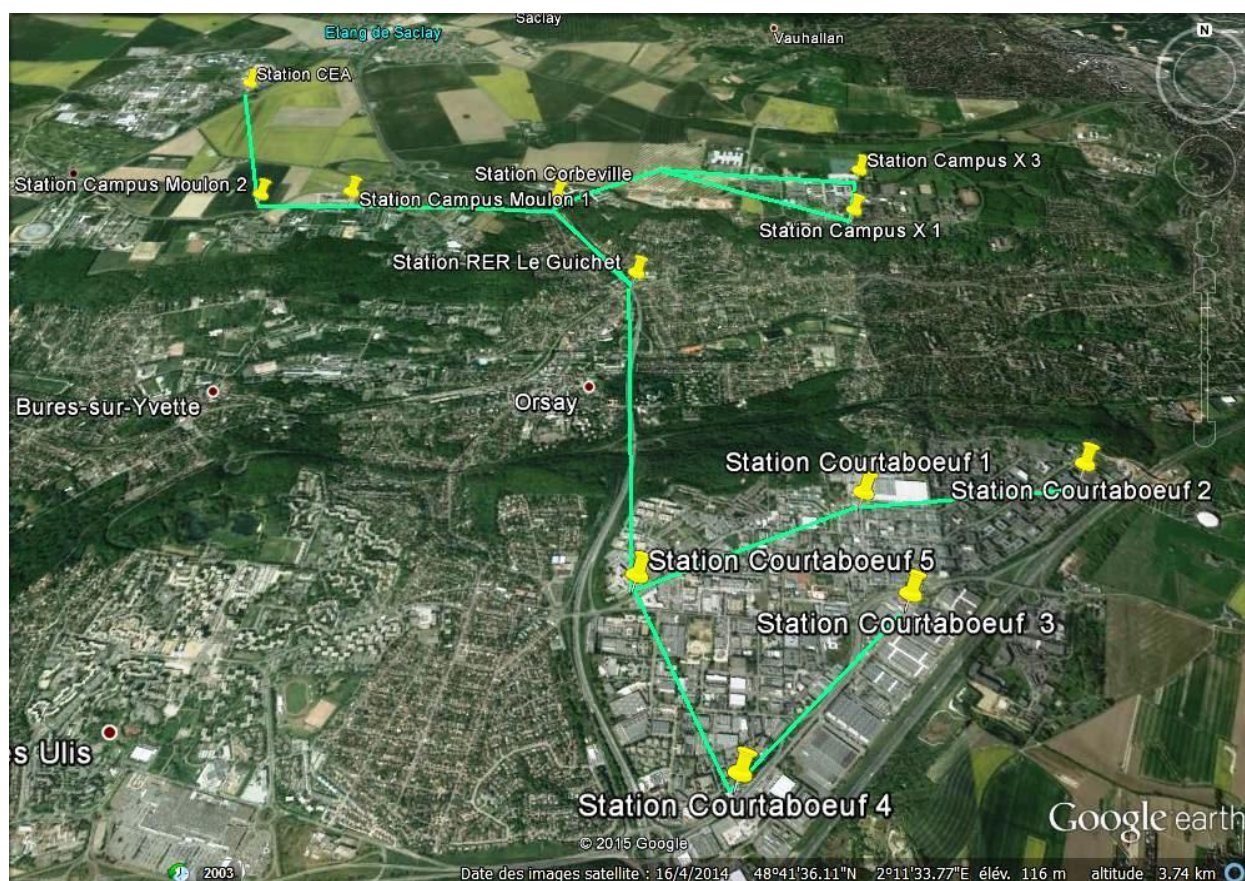 Saclay
Etang de Saclay
Vauhallan
N
Station CEA
Station Campus X 3
Station Corbeville
Station Campus Moulon 2
Station Campus Moulon 1
Station Campus X 1
Station RER Le Guichet
Bures-sur-Yvette
Orsay
Station Courtaboeuf 1
Station Courtaboeuf 2
Station Courtaboeuf 5
Station Courtaboeuf 3
es Ulis
Station Courtaboeuf 4
Google earth
© 2015 Google
2003
Date des images satellite : 16/4/2014 48°41'36.11"N 2°11'33.77"E élév. 116 m altitude 3.74 km